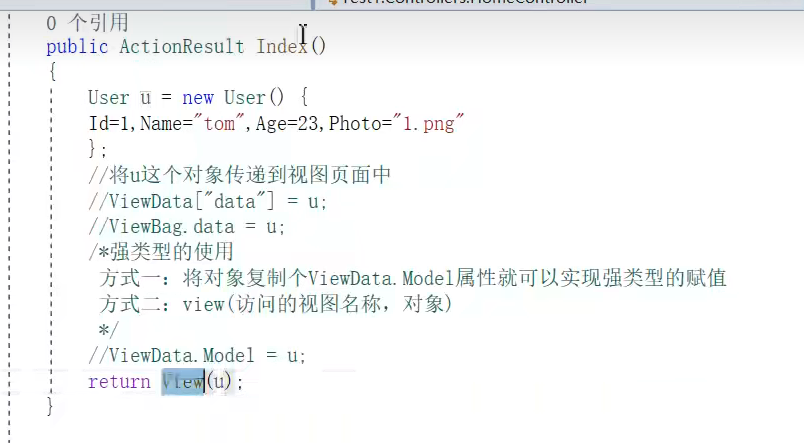 Test1.Controllers.HomeController
0 个引用
public ActionResult Index()
{
User u = new User() {
Id=1,Name="tom",Age=23,Photo="1.png"
};
//将u这个对象传递到视图页面中
//ViewData["data"] = u;
//ViewBag.data = u;
/*强类型的使用
方式一: 将对象复制个ViewData.Model属性就可以实现强类型的赋值
方式二: view(访问的视图名称, 对象)
*/
//ViewData.Model = u;
return View(u);
}